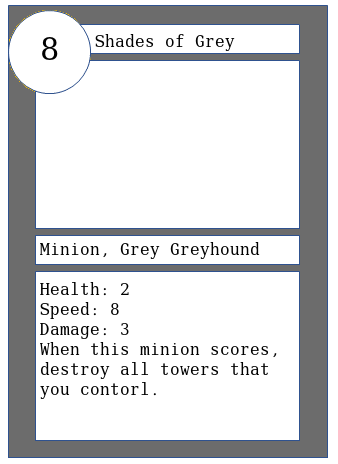 8
Shades of Grey
Minion, Grey Greyhound
Health: 2
Speed: 8
Damage: 3
When this minion scores,
destroy all towers that
you contorl.